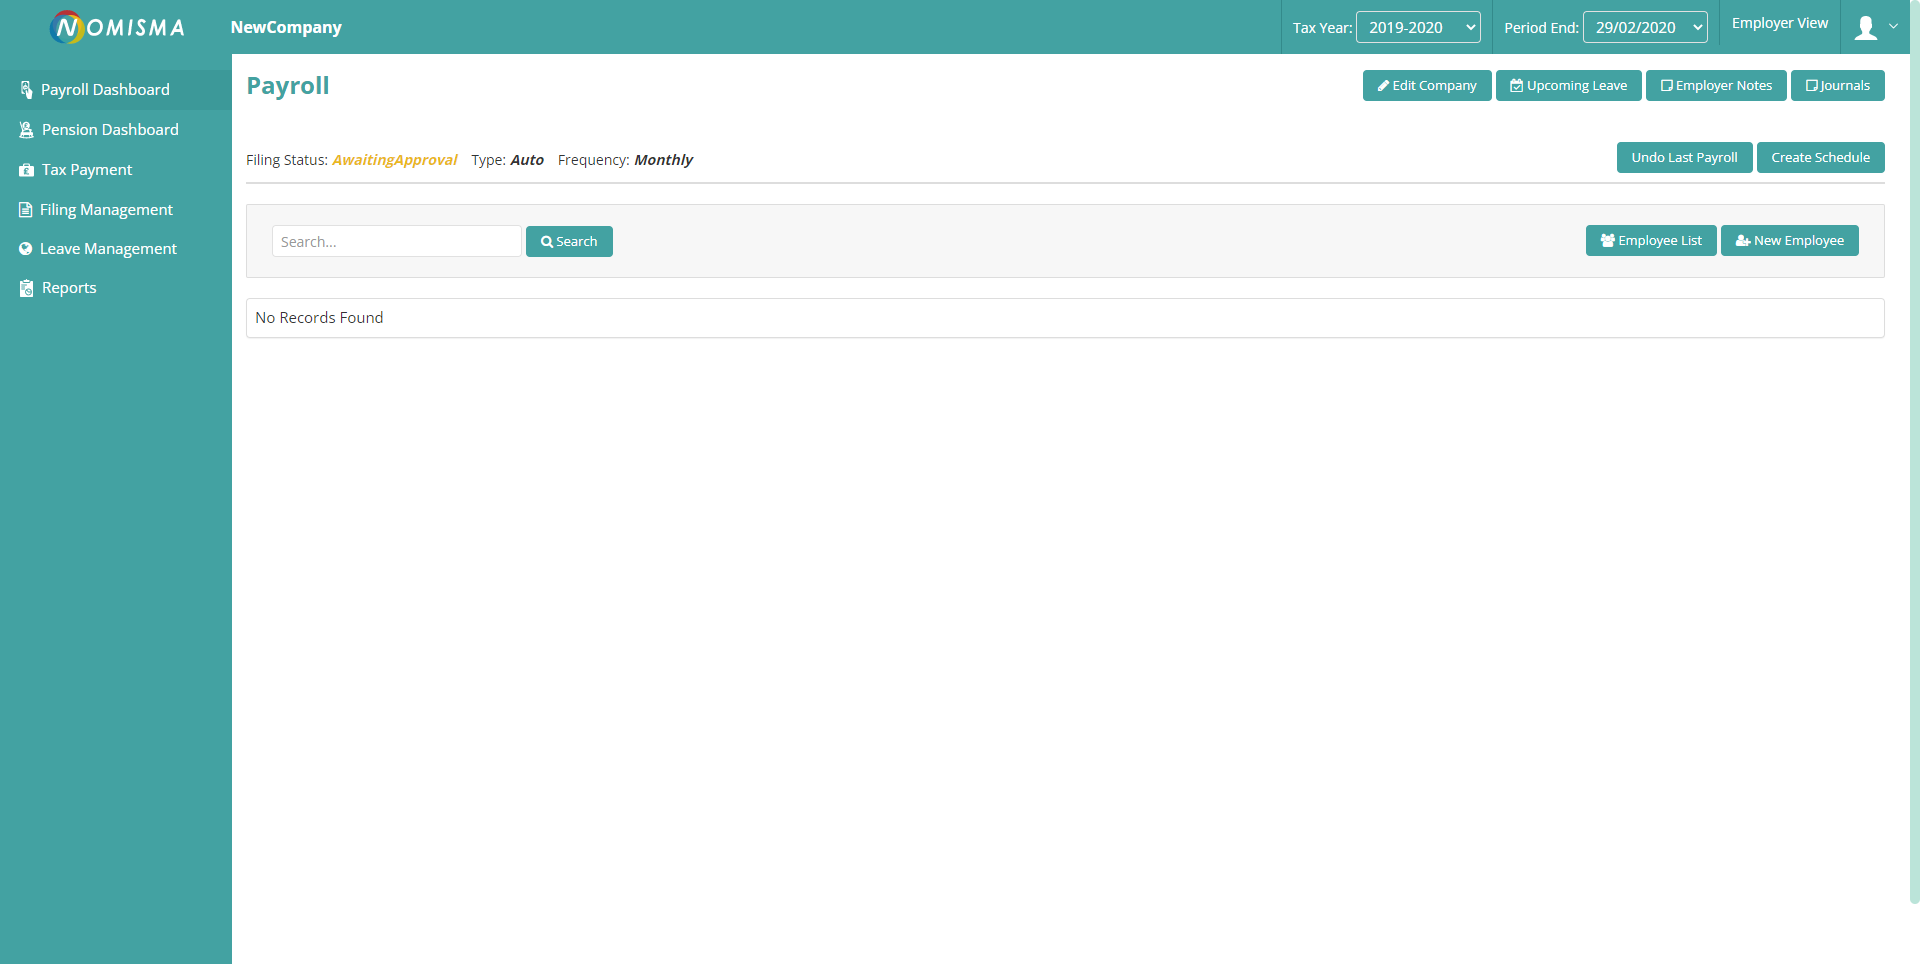 NOMISMA
NewCompany
Tax Year: 2019-2020
Period End: 29/02/2020
Employer View
Payroll Dashboard
Pension Dashboard
Tax Payment
Filing Management
Leave Management
Reports
Payroll
Edit Company
Upcoming Leave
Employer Notes
Journals
Filing Status: AwaitingApproval Type: Auto Frequency: Monthly
Undo Last Payroll
Create Schedule
Search...
Search
Employee List
New Employee
No Records Found